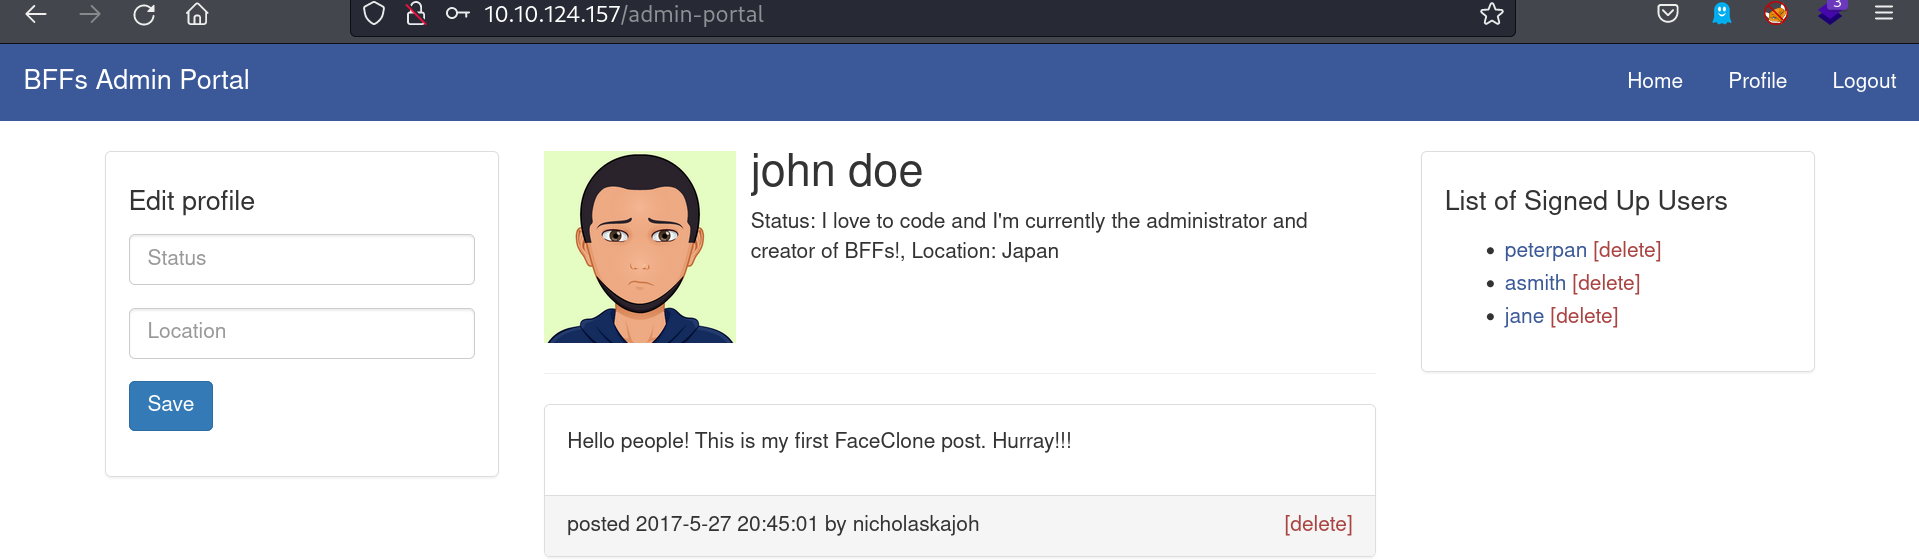 10.10.124.157/admin-portal
3
BFFs Admin Portal
Home
Profile
Logout
Edit profile
Status
Location
Save
john doe
Status: I love to code and I'm currently the administrator and
creator of BFFs!, Location: Japan
Hello people! This is my first FaceClone post. Hurray!!!
posted 2017-5-27 20:45:01 by nicholaskajoh
[delete]
List of Signed Up Users
peterpan [delete]
asmith [delete]
jane [delete]